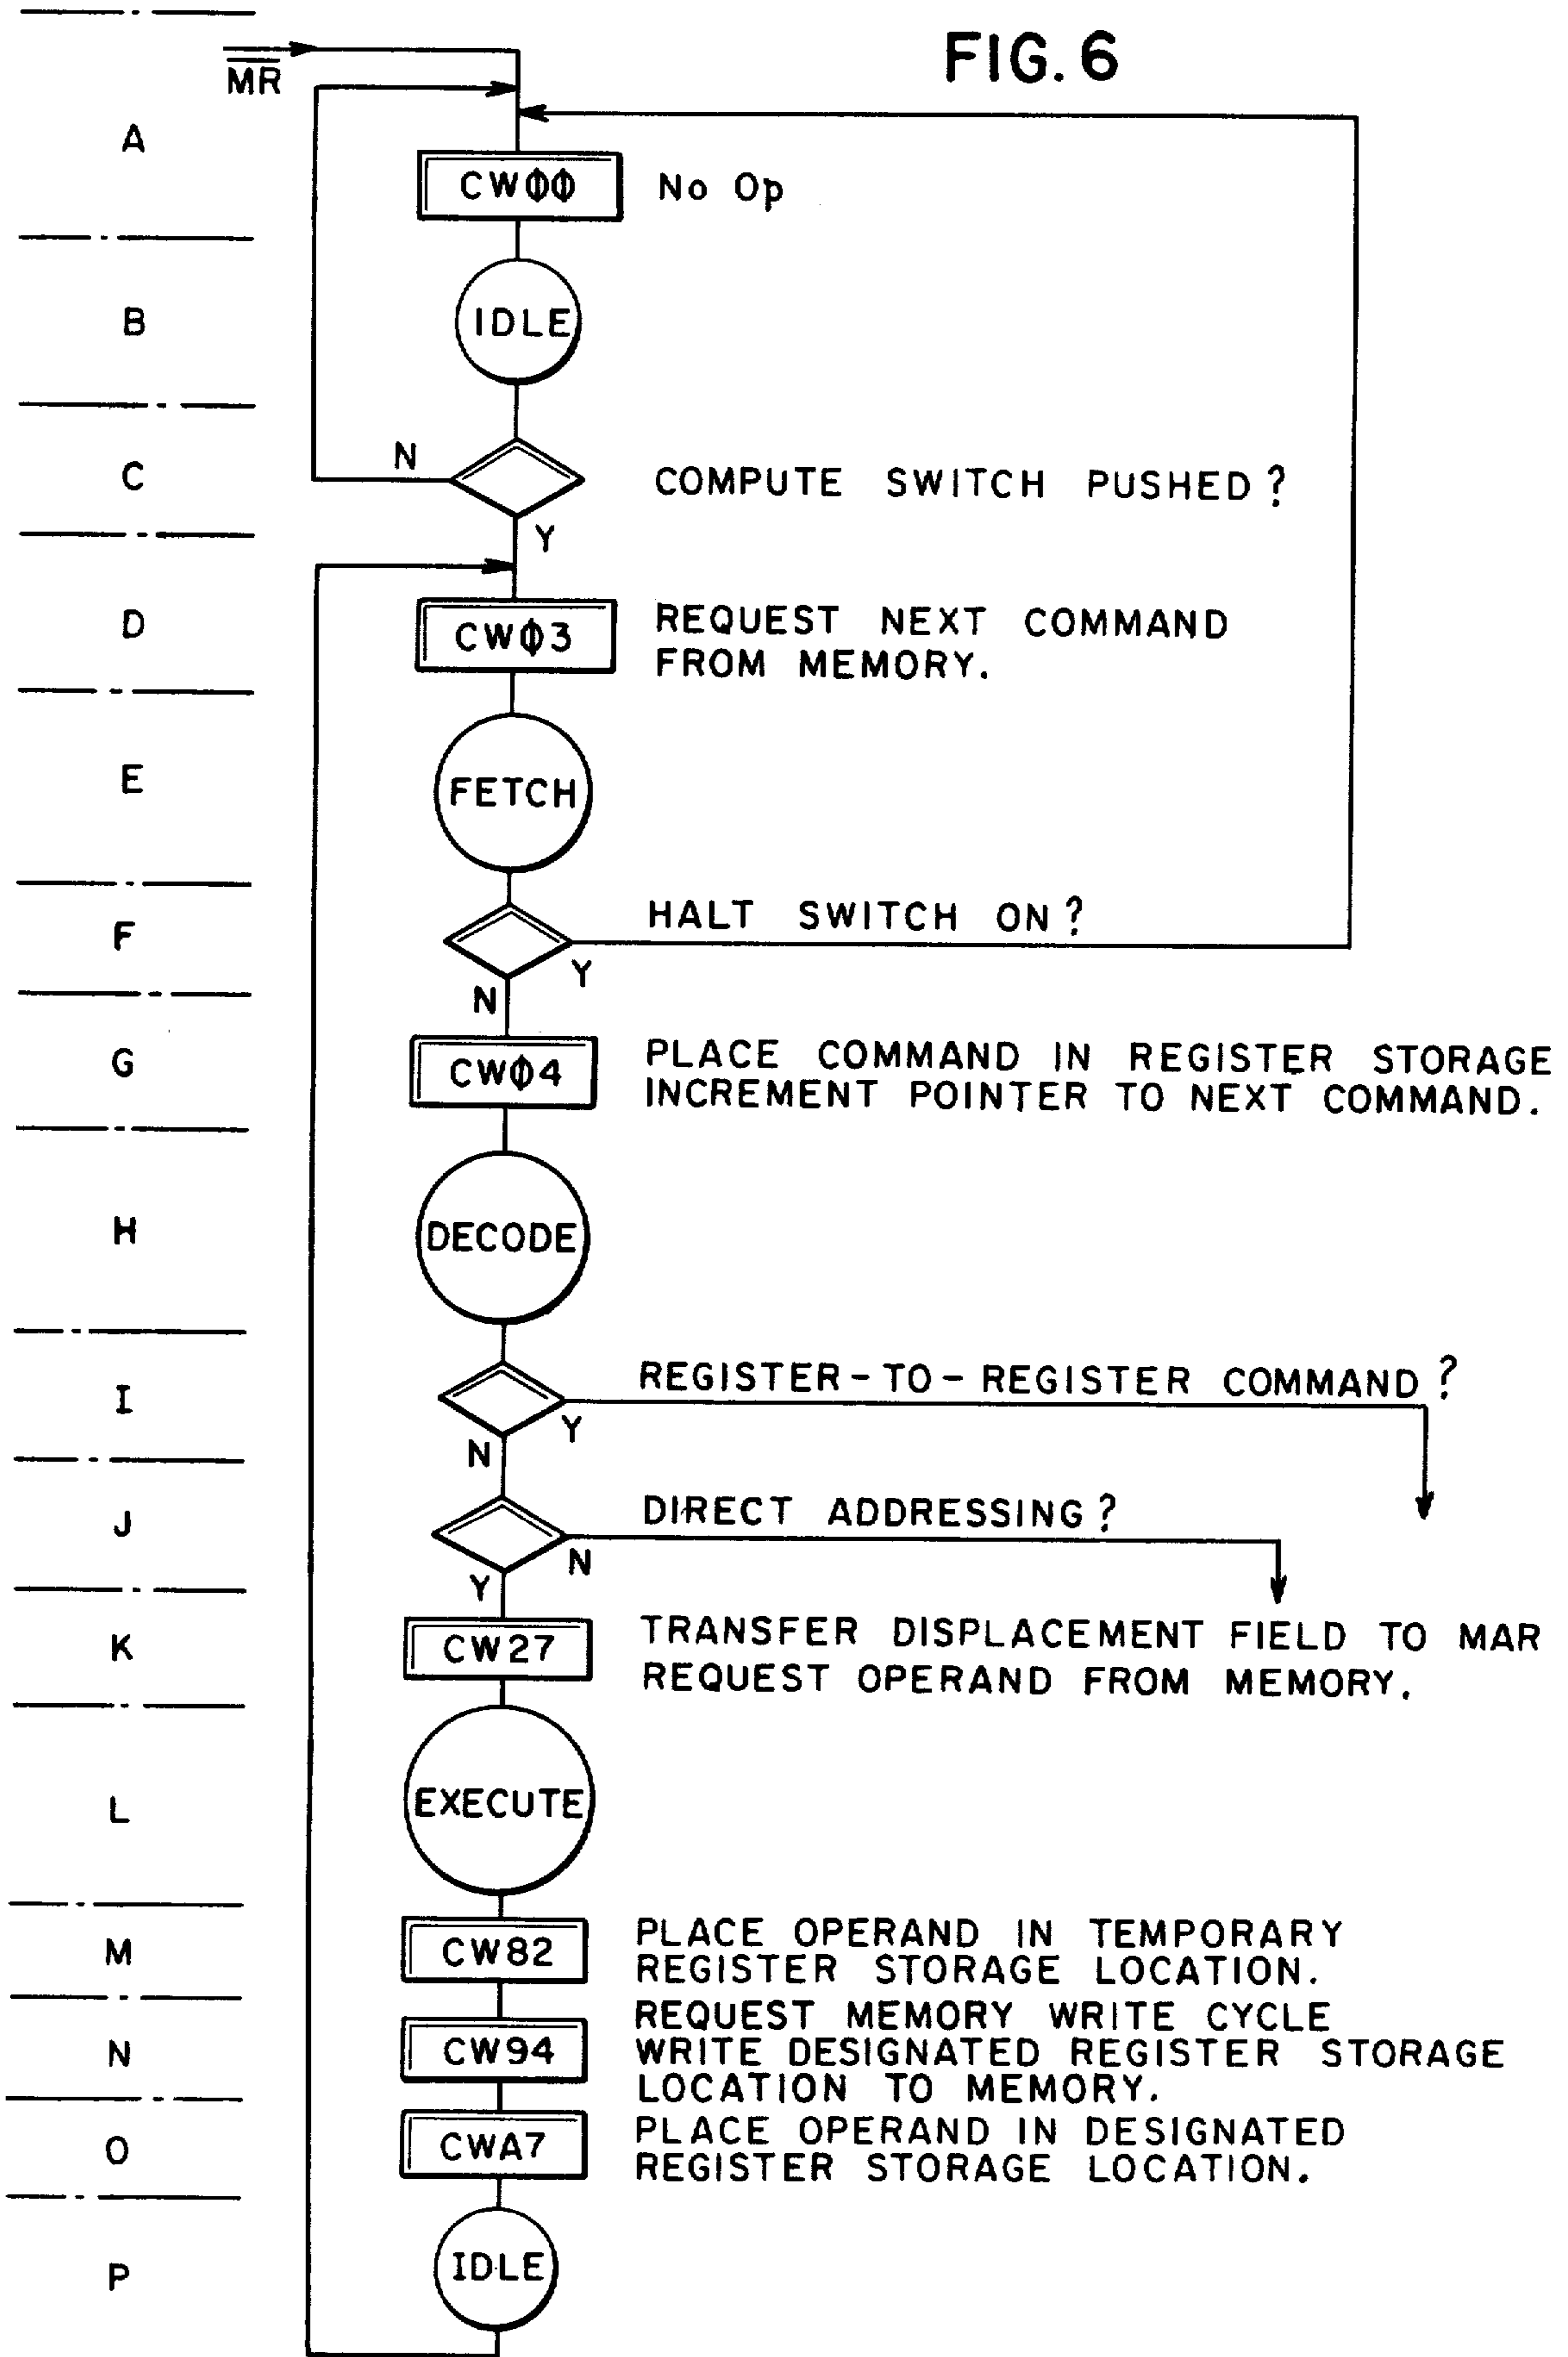 FIG. 6
MR
A
CWΦΦ No Op
B
IDLE
C
N
COMPUTE SWITCH PUSHED?
Y
D
CWΦ3
REQUEST NEXT COMMAND
FROM MEMORY.
E
FETCH
F
HALT SWITCH ON?
Y
N
G
CWΦ4
PLACE COMMAND IN REGISTER STORAGE
INCREMENT POINTER TO NEXT COMMAND.
H
DECODE
I
REGISTER-TO-REGISTER COMMAND?
Y
N
J
DIRECT ADDRESSING?
N
Y
K
CW27
TRANSFER DISPLACEMENT FIELD TO MAR
REQUEST OPERAND FROM MEMORY.
L
EXECUTE
M
CW82
PLACE OPERAND IN TEMPORARY
REGISTER STORAGE LOCATION.
N
CW94
REQUEST MEMORY WRITE CYCLE
WRITE DESIGNATED REGISTER STORAGE
LOCATION TO MEMORY.
O
CWA7
PLACE OPERAND IN DESIGNATED
REGISTER STORAGE LOCATION.
P
IDLE